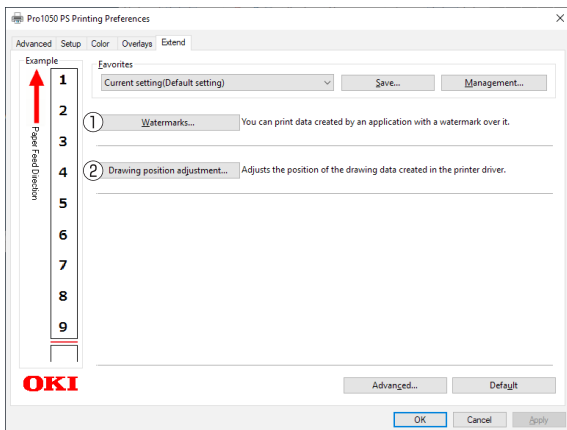 Pro1050 PS Printing Preferences
Advanced Setup Color Overlays Extend
Example
Paper Feed Direction
1
2
3
4
5
6
7
8
9
OKI
Favorites
Current setting(Default setting)
Save...
Management...
① Watermarks... You can print data created by an application with a watermark over it.
② Drawing position adjustment... Adjusts the position of the drawing data created in the printer driver.
Advanced... Default
OK Cancel Apply